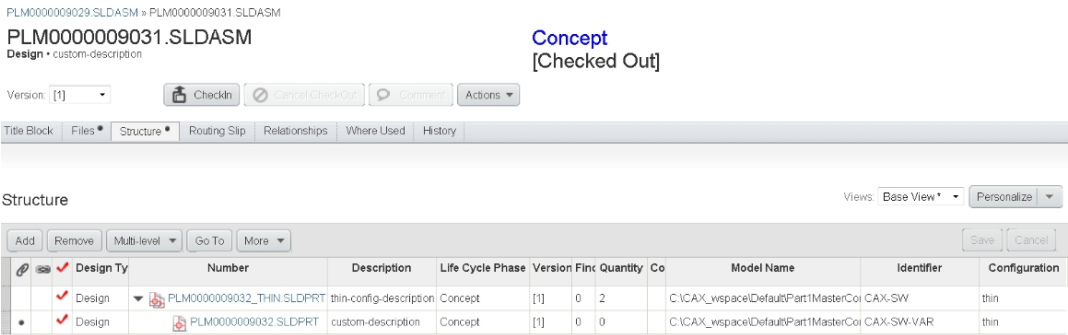 PLM0000009029.SLDASM » PLM0000009031.SLDASM
PLM0000009031.SLDASM
Design • custom-description
Concept
[Checked Out]
Version: [1]
CheckIn Cancel CheckOut Comment Actions
Title Block Files Structure Routing Slip Relationships Where Used History
Structure
Views: Base View* Personalize
Add Remove Multi-level Go To More Save Cancel
Design Ty Number Description Life Cycle Phase Version Find Quantity Co Model Name Identifier Configuration
Design PLM0000009032_THIN.SLDPRT thin-config-description Concept [1] 0 2 C:\CAX_wspace\Default\Part1MasterCo CAX-SW thin
Design PLM0000009032.SLDPRT custom-description Concept [1] 0 0 C:\CAX_wspace\Default\Part1MasterCo CAX-SW-VAR thin